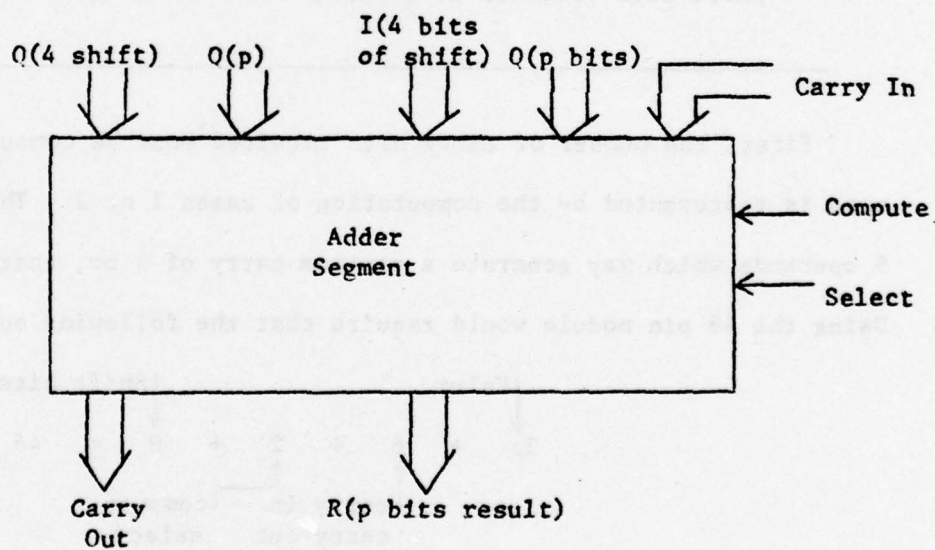 I(4 bits
Q(4 shift) Q(p) of shift) Q(p bits)
Carry In
Compute
Adder
Segment
Select
Carry R(p bits result)
Out